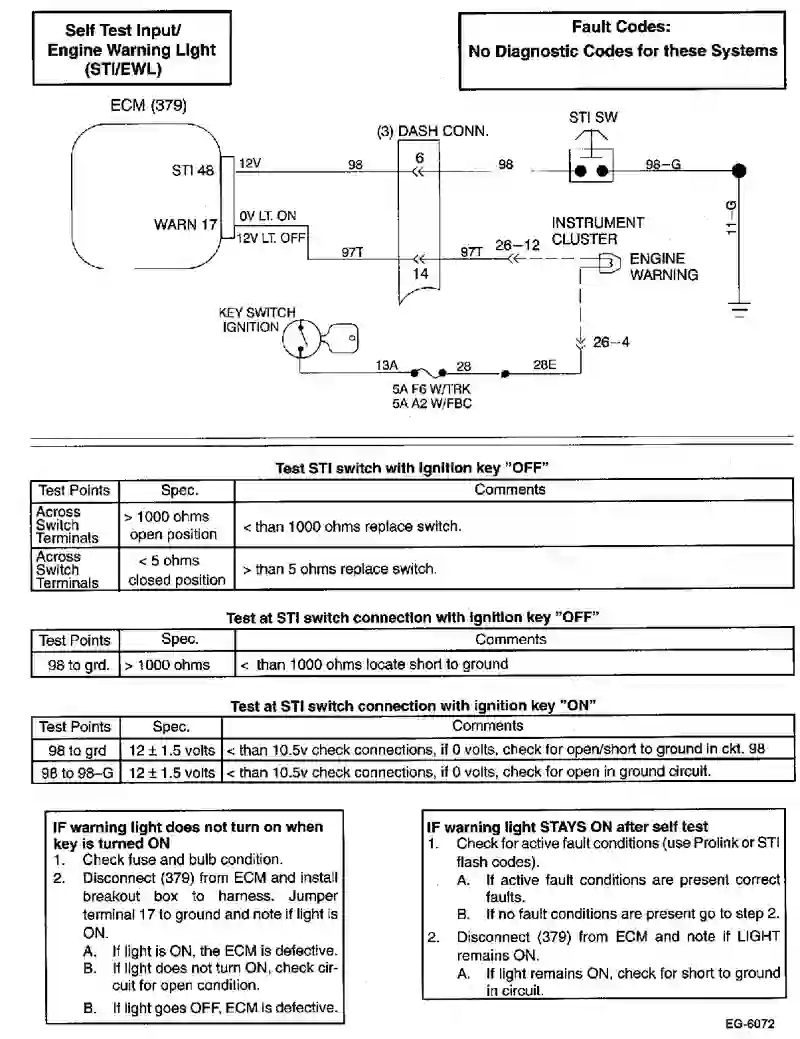 Self Test Input/
Engine Warning Light
(STI/EWL)
Fault Codes:
No Diagnostic Codes for these Systems
ECM (379)
STI SW
(3) DASH CONN.
STI 48
12V
98
6
98
98-G
WARN 17
0V LT. ON
12V LT. OFF
97T
14
97T
26-12
INSTRUMENT
CLUSTER
ENGINE
WARNING
11-G
KEY SWITCH
IGNITION
26-4
13A
28
28E
5A F6 W/TRK
5A A2 W/FBC
Test STI switch with ignition key "OFF"
Test Points Spec. Comments
Across
Switch
Terminals
> 1000 ohms
open position
< than 1000 ohms replace switch.
Across
Switch
Terminals
< 5 ohms
closed position
> than 5 ohms replace switch.
Test at STI switch connection with ignition key "OFF"
Test Points Spec. Comments
98 to grd. > 1000 ohms < than 1000 ohms locate short to ground
Test at STI switch connection with ignition key "ON"
Test Points Spec. Comments
98 to grd 12 ± 1.5 volts < than 10.5v check connections, if 0 volts, check for open/short to ground in ckt. 98
98 to 98-G 12 ± 1.5 volts < than 10.5v check connections, if 0 volts, check for open in ground circuit.
IF warning light does not turn on when
key is turned ON
1. Check fuse and bulb condition.
2. Disconnect (379) from ECM and install
breakout box to harness. Jumper
terminal 17 to ground and note if light is
ON.
A. If light is ON, the ECM is defective.
B. If light does not turn ON, check cir-
cuit for open condition.
B. If light goes OFF, ECM is defective.
IF warning light STAYS ON after self test
1. Check for active fault conditions (use Prolink or STI
flash codes).
A. If active fault conditions are present correct
faults.
B. If no fault conditions are present go to step 2.
2. Disconnect (379) from ECM and note if LIGHT
remains ON.
A. If light remains ON, check for short to ground
in circuit.
EG-6072